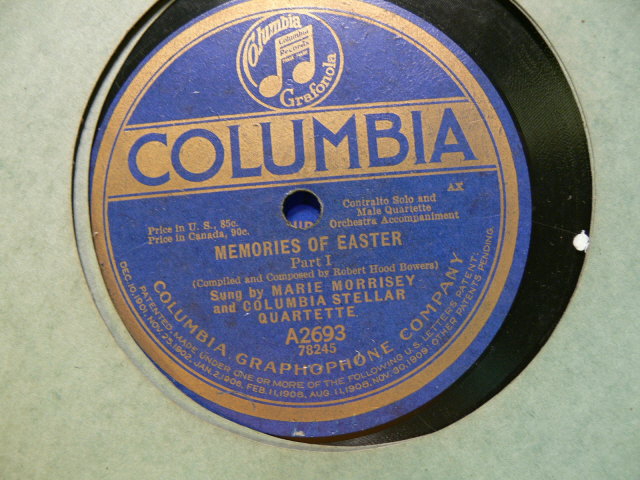 Columbia
Columbia
Records
Grafonola
COLUMBIA
AX
Contralto Solo and
Male Quartette
Orchestra Accompaniment
Price in U. S., 85c.
Price in Canada, 90c.
MEMORIES OF EASTER
Part I
(Compiled and Composed by Robert Hood Bowers)
Sung by MARIE MORRISEY
and COLUMBIA STELLAR
QUARTETTE
A2693
78245
COLUMBIA GRAPHOPHONE COMPANY
PATENTED, MADE UNDER ONE OR MORE OF THE FOLLOWING U.S. LETTERS PATENT:
DEC. 10, 1901, NOV. 25, 1902, JAN. 2, 1906, FEB. 11, 1908, AUG. 11, 1908, NOV. 30, 1909, OTHER PATENTS PENDING.